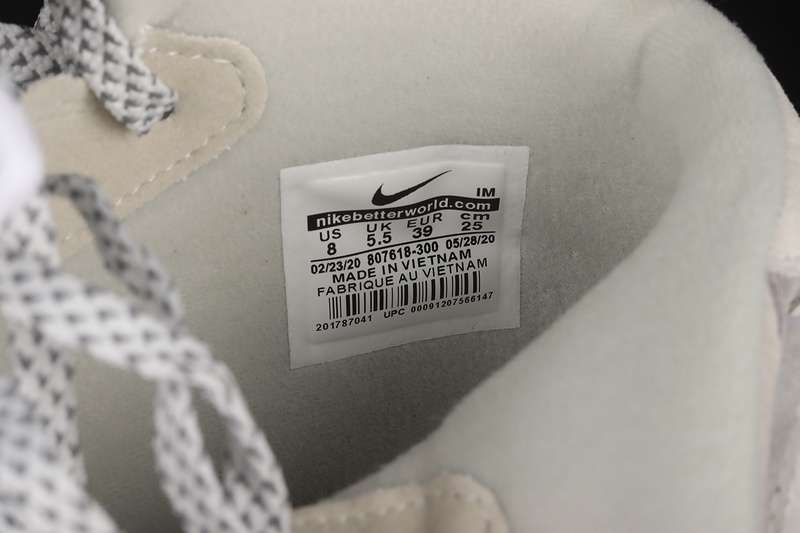 IM
nikebetterworld.com
US UK EUR cm
8 5.5 39 25
02/23/20 807618-300 05/28/20
MADE IN VIETNAM
FABRIQUE AU VIETNAM
201787041 UPC 00091207566147